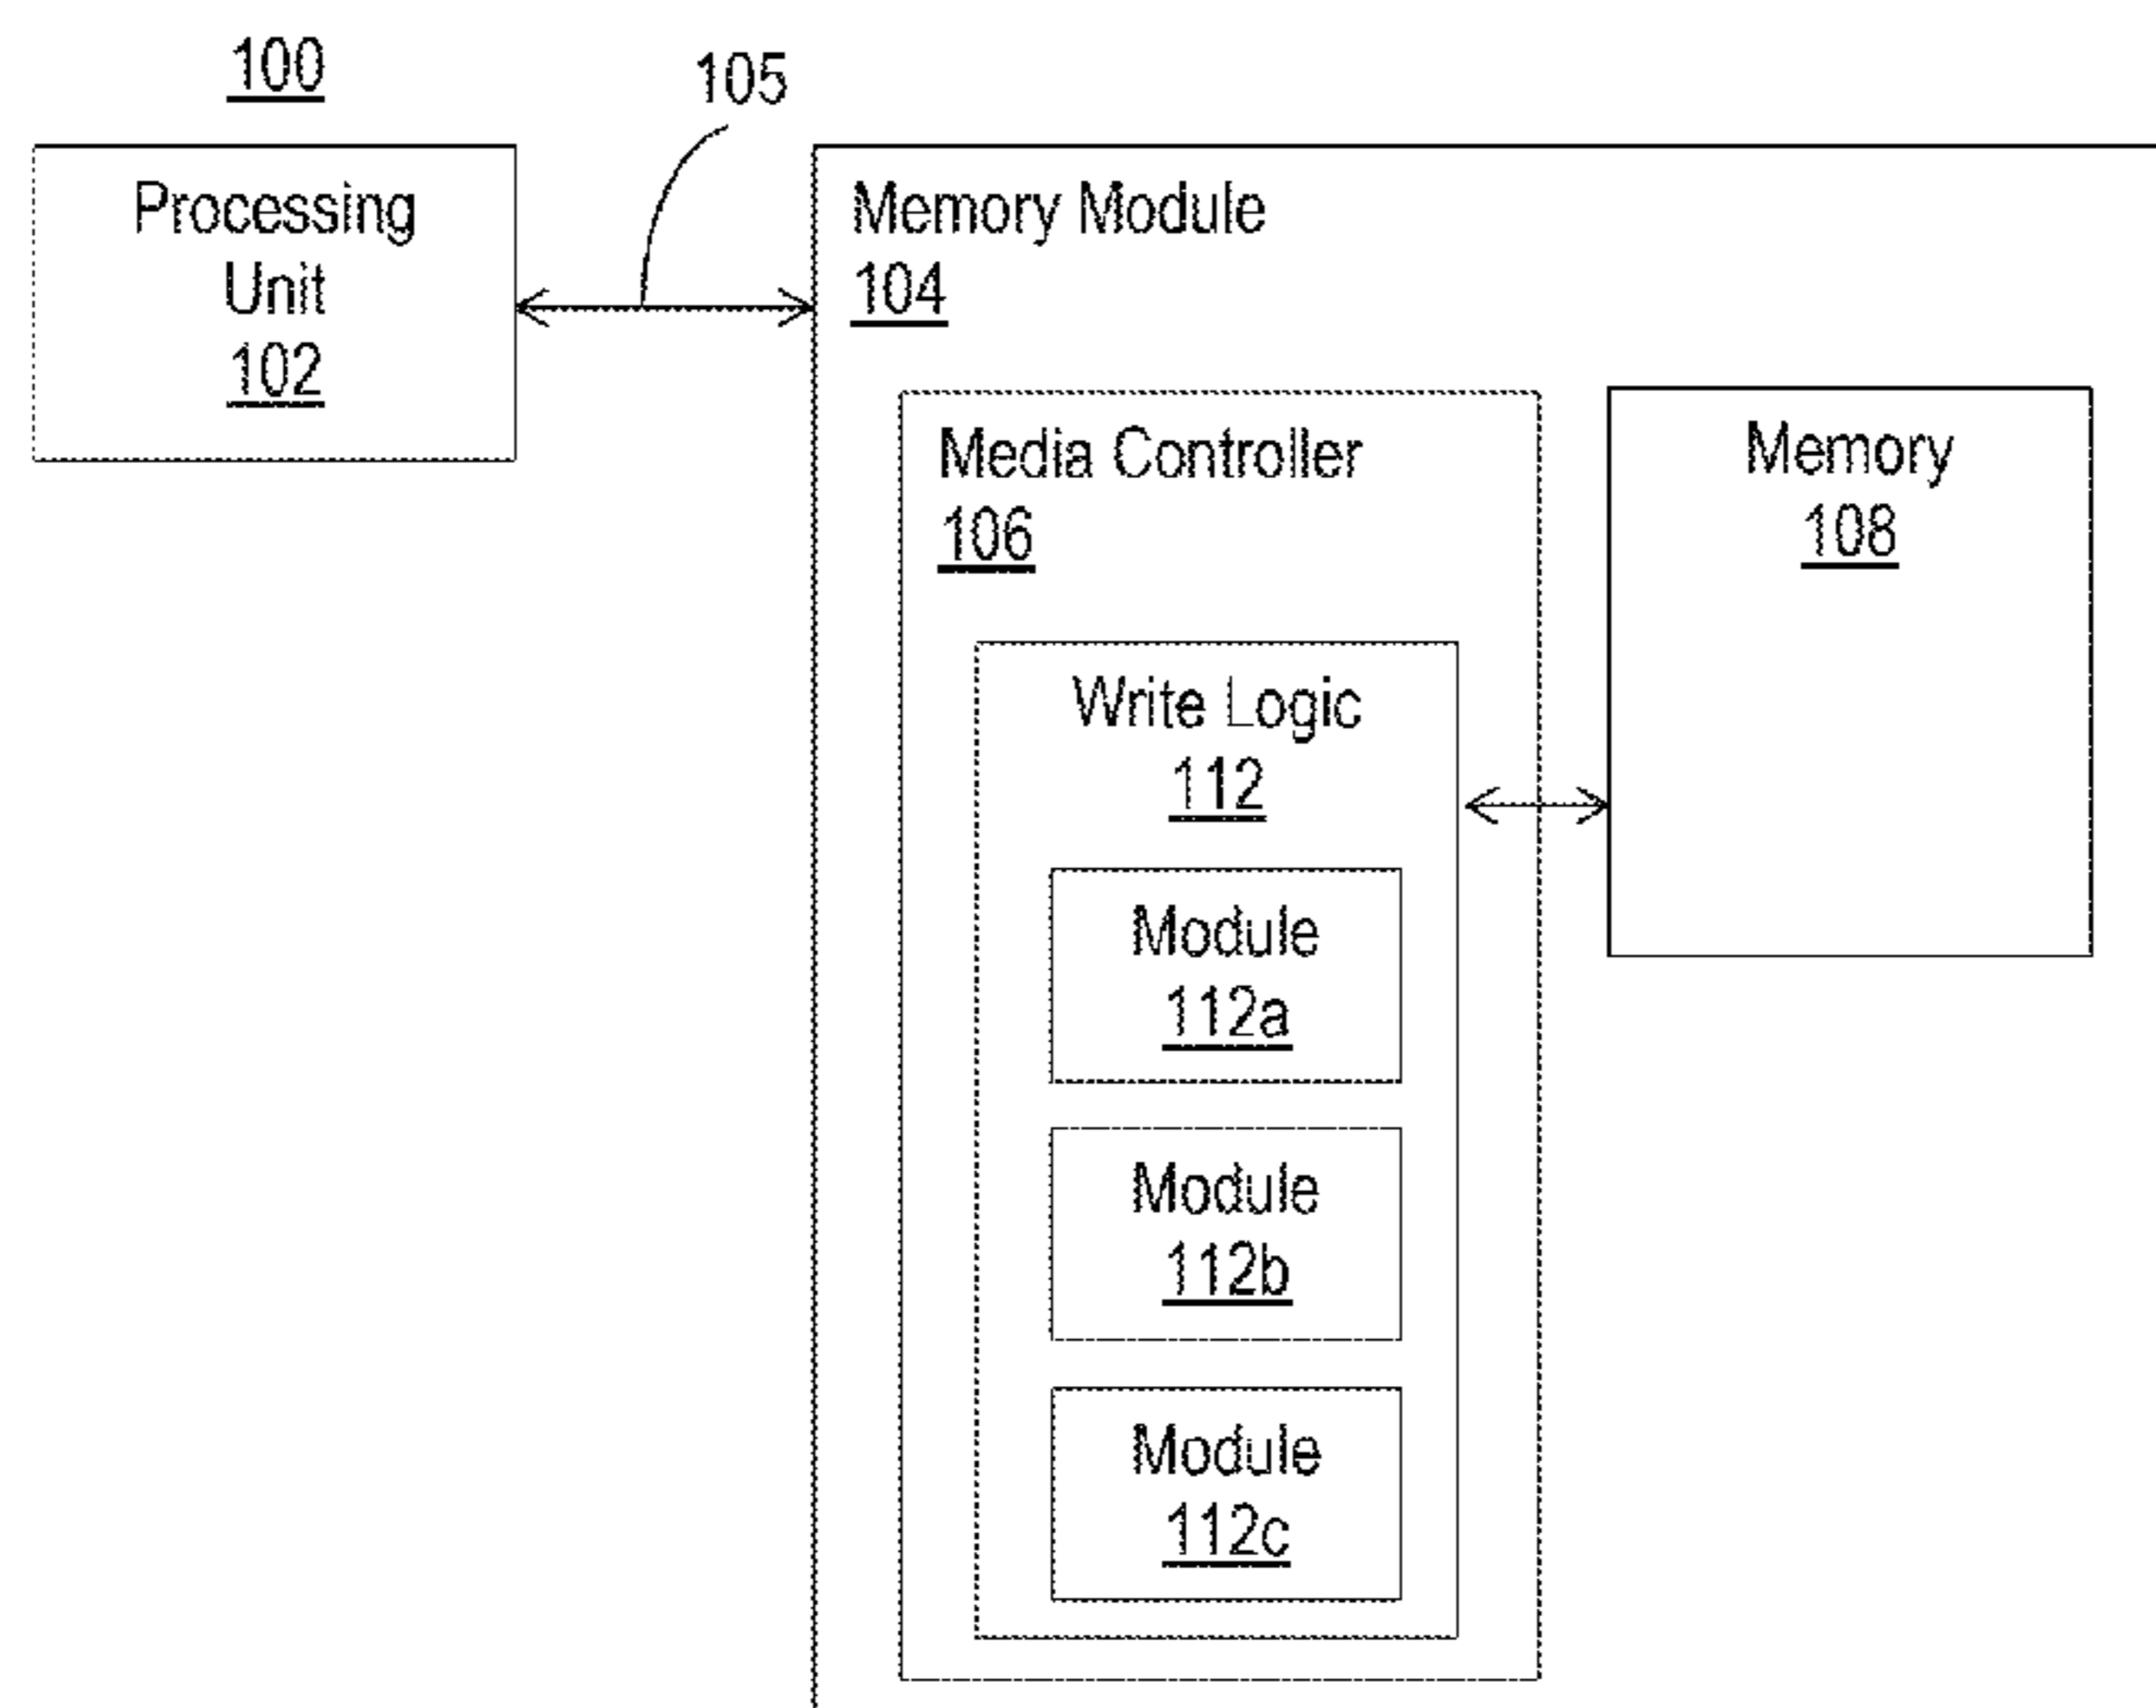 100
105
Processing
Unit
102
Memory Module
104
Media Controller
106
Memory
108
Write Logic
112
Module
112a
Module
112b
Module
112c